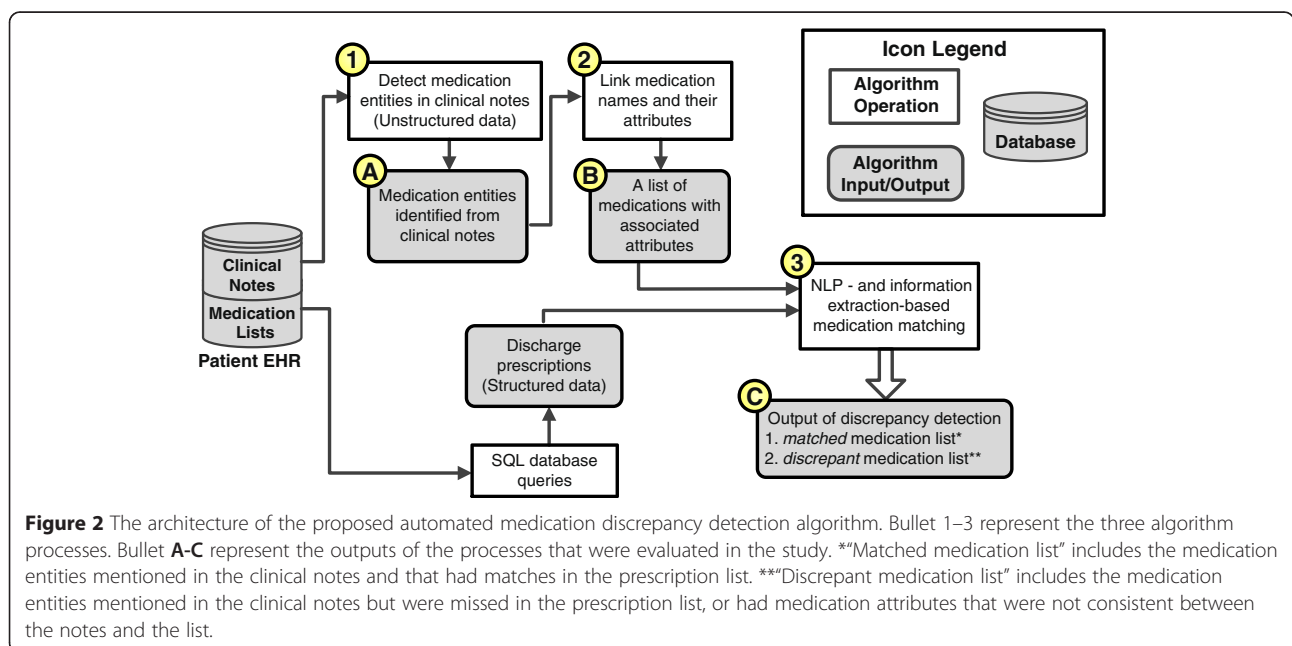 1
Detect medication
entities in clinical notes
(Unstructured data)
2
Link medication
names and their
attributes
Icon Legend
Algorithm
Operation
Database
Algorithm
Input/Output
A
Medication entities
identified from
clinical notes
B
A list of
medications with
associated
attributes
Clinical
Notes
Medication
Lists
Patient EHR
3
NLP - and information
extraction-based
medication matching
Discharge
prescriptions
(Structured data)
C
Output of discrepancy detection
1. matched medication list*
2. discrepant medication list**
SQL database
queries
Figure 2 The architecture of the proposed automated medication discrepancy detection algorithm. Bullet 1–3 represent the three algorithm
processes. Bullet A-C represent the outputs of the processes that were evaluated in the study. *“Matched medication list” includes the medication
entities mentioned in the clinical notes and that had matches in the prescription list. **“Discrepant medication list” includes the medication
entities mentioned in the clinical notes but were missed in the prescription list, or had medication attributes that were not consistent between
the notes and the list.